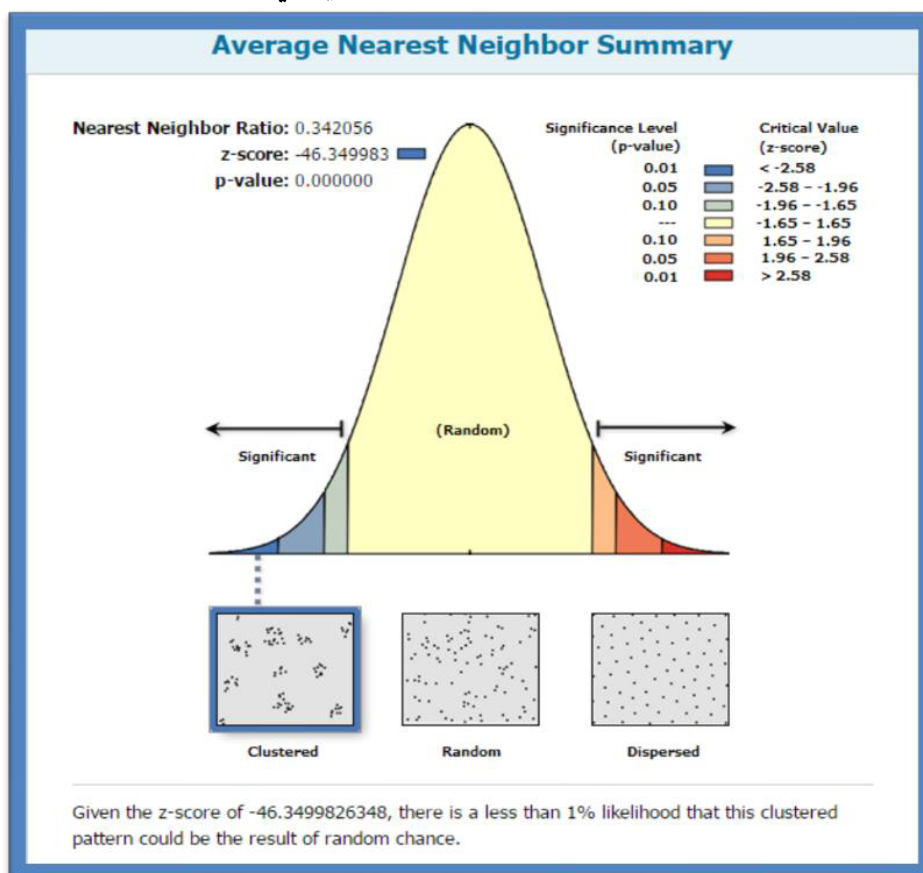 Average Nearest Neighbor Summary
Nearest Neighbor Ratio: 0.342056
z-score: -46.349983
p-value: 0.000000
Significance Level (p-value)
Critical Value (z-score)
0.01 < -2.58
0.05 -2.58 – -1.96
0.10 -1.96 – -1.65
--- -1.65 – 1.65
0.10 1.65 – 1.96
0.05 1.96 – 2.58
0.01 > 2.58
(Random)
Significant
Significant
Clustered
Random
Dispersed
Given the z-score of -46.3499826348, there is a less than 1% likelihood that this clustered
pattern could be the result of random chance.